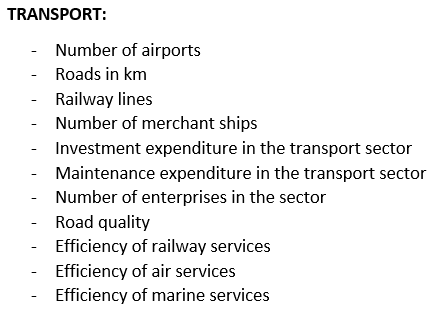 TRANSPORT:
- Number of airports
- Roads in km
- Railway lines
- Number of merchant ships
- Investment expenditure in the transport sector
- Maintenance expenditure in the transport sector
- Number of enterprises in the sector
- Road quality
- Efficiency of railway services
- Efficiency of air services
- Efficiency of marine services